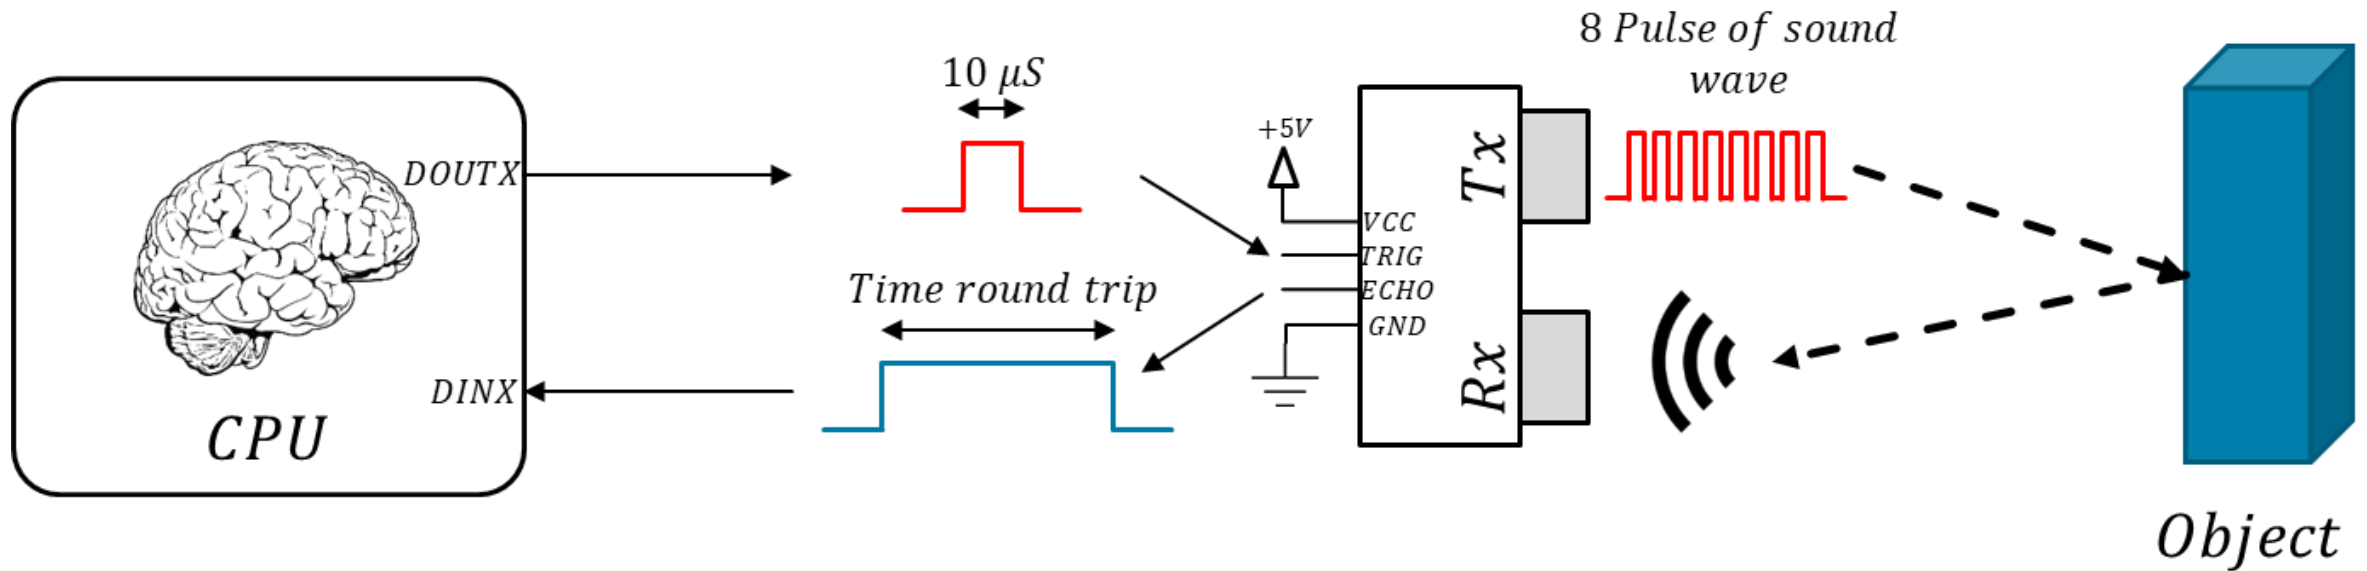 8 Pulse of sound
wave
10 μS
+5V
DOUTX
Tx
VCC
TRIG
ECHO
GND
Time round trip
Rx
DINX
CPU
Object